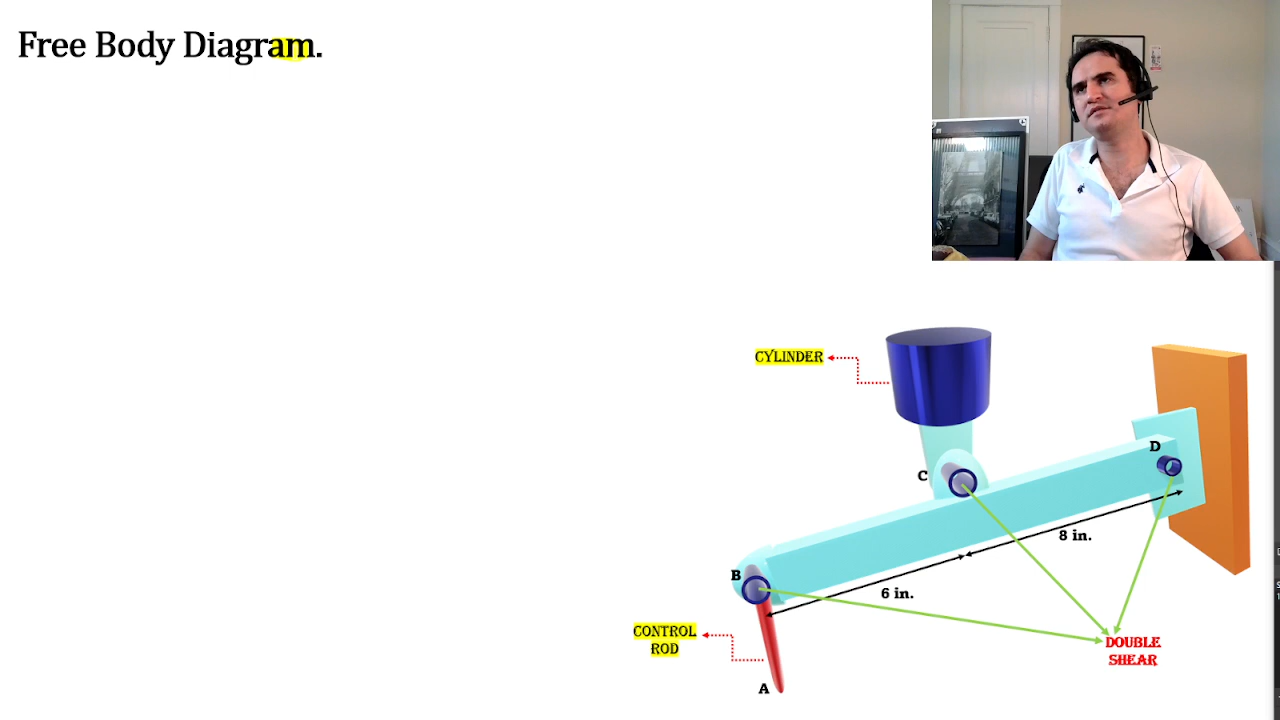 Free Body Diagram.
CYLINDER
C
D
8 in.
B
6 in.
CONTROL
ROD
A
DOUBLE
SHEAR